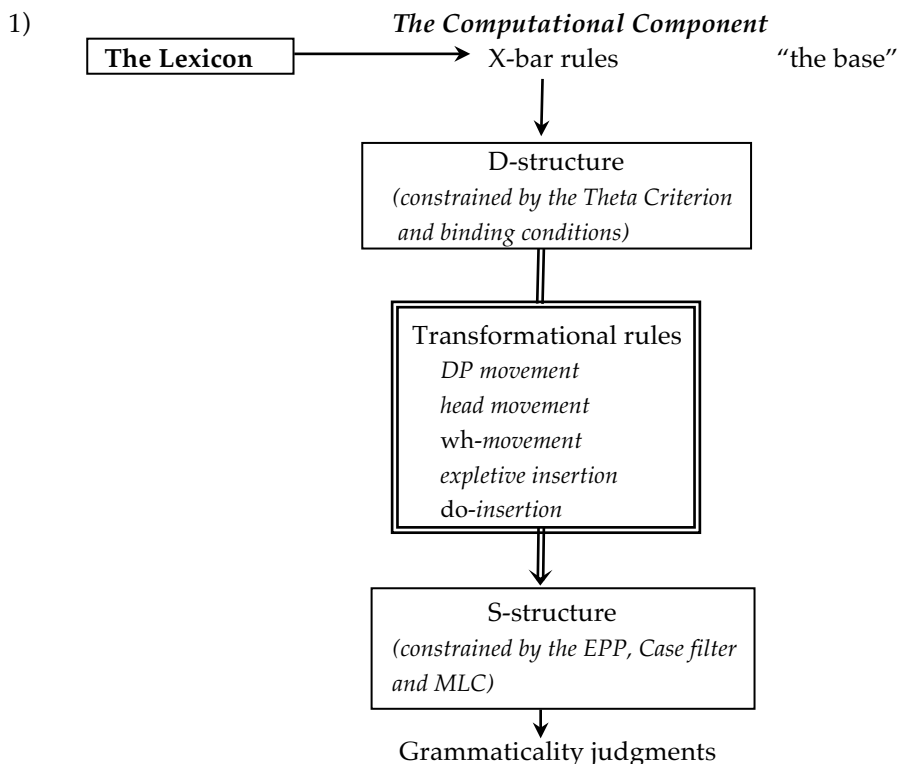 1) The Computational Component
The Lexicon X-bar rules “the base”
D-structure
(constrained by the Theta Criterion
and binding conditions)
Transformational rules
DP movement
head movement
wh-movement
expletive insertion
do-insertion
S-structure
(constrained by the EPP, Case filter
and MLC)
Grammaticality judgments